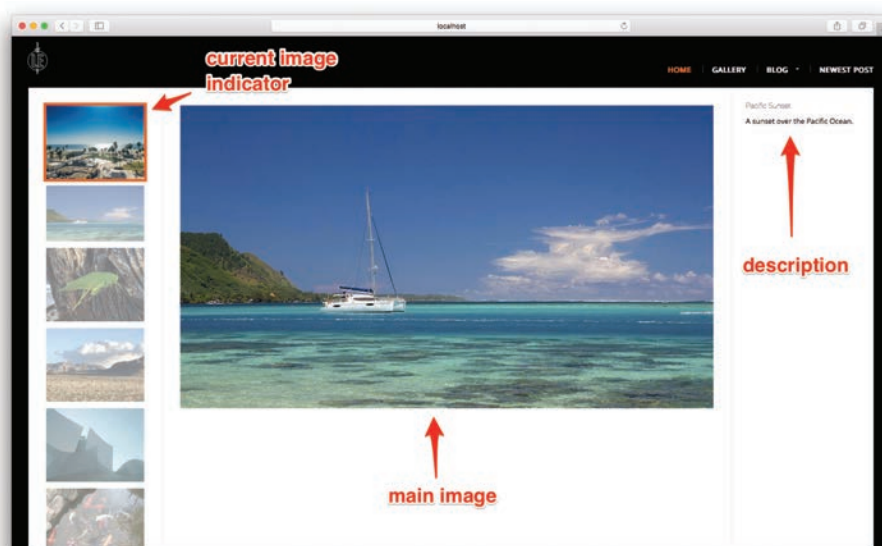 localhost
current image
indicator
HOME
GALLERY
BLOG
NEWEST POST
Pacific Sunset
A sunset over the Pacific Ocean.
description
main image